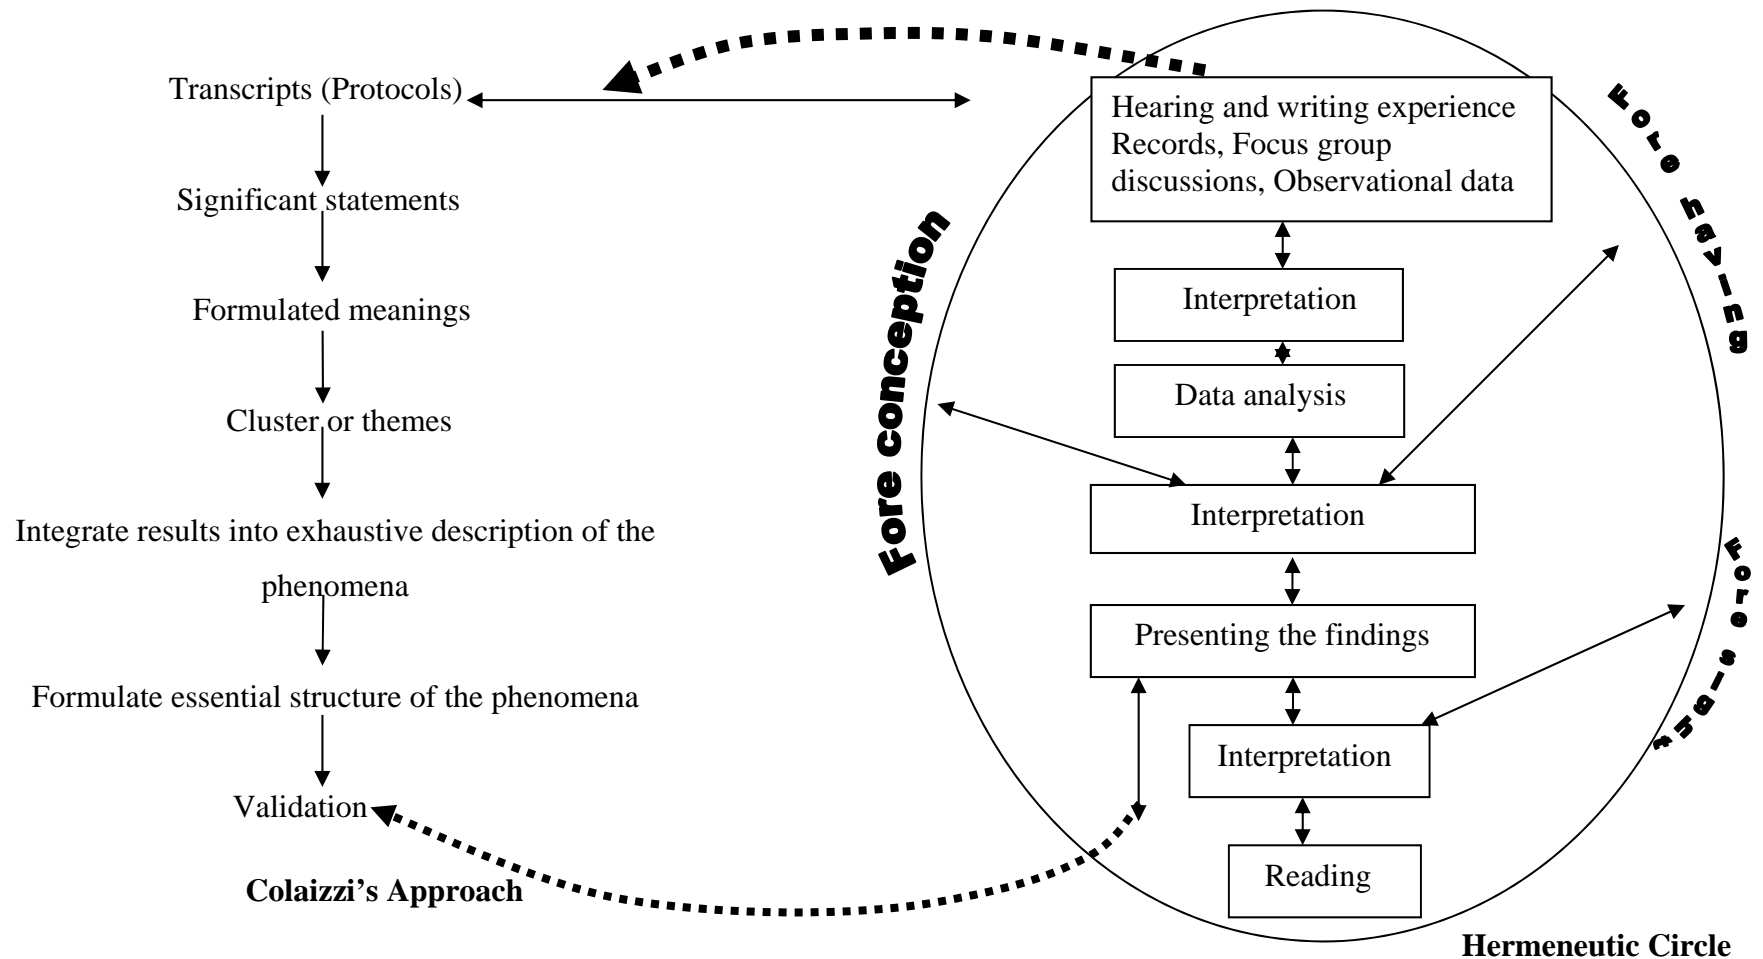 Transcripts (Protocols)
Significant statements
Formulated meanings
Cluster or themes
Integrate results into exhaustive description of the
phenomena
Formulate essential structure of the phenomena
Validation
Colaizzi’s Approach
Fore conception
Hearing and writing experience
Records, Focus group
discussions, Observational data
Interpretation
Data analysis
Interpretation
Presenting the findings
Interpretation
Reading
Fore having
Fore sight
Hermeneutic Circle